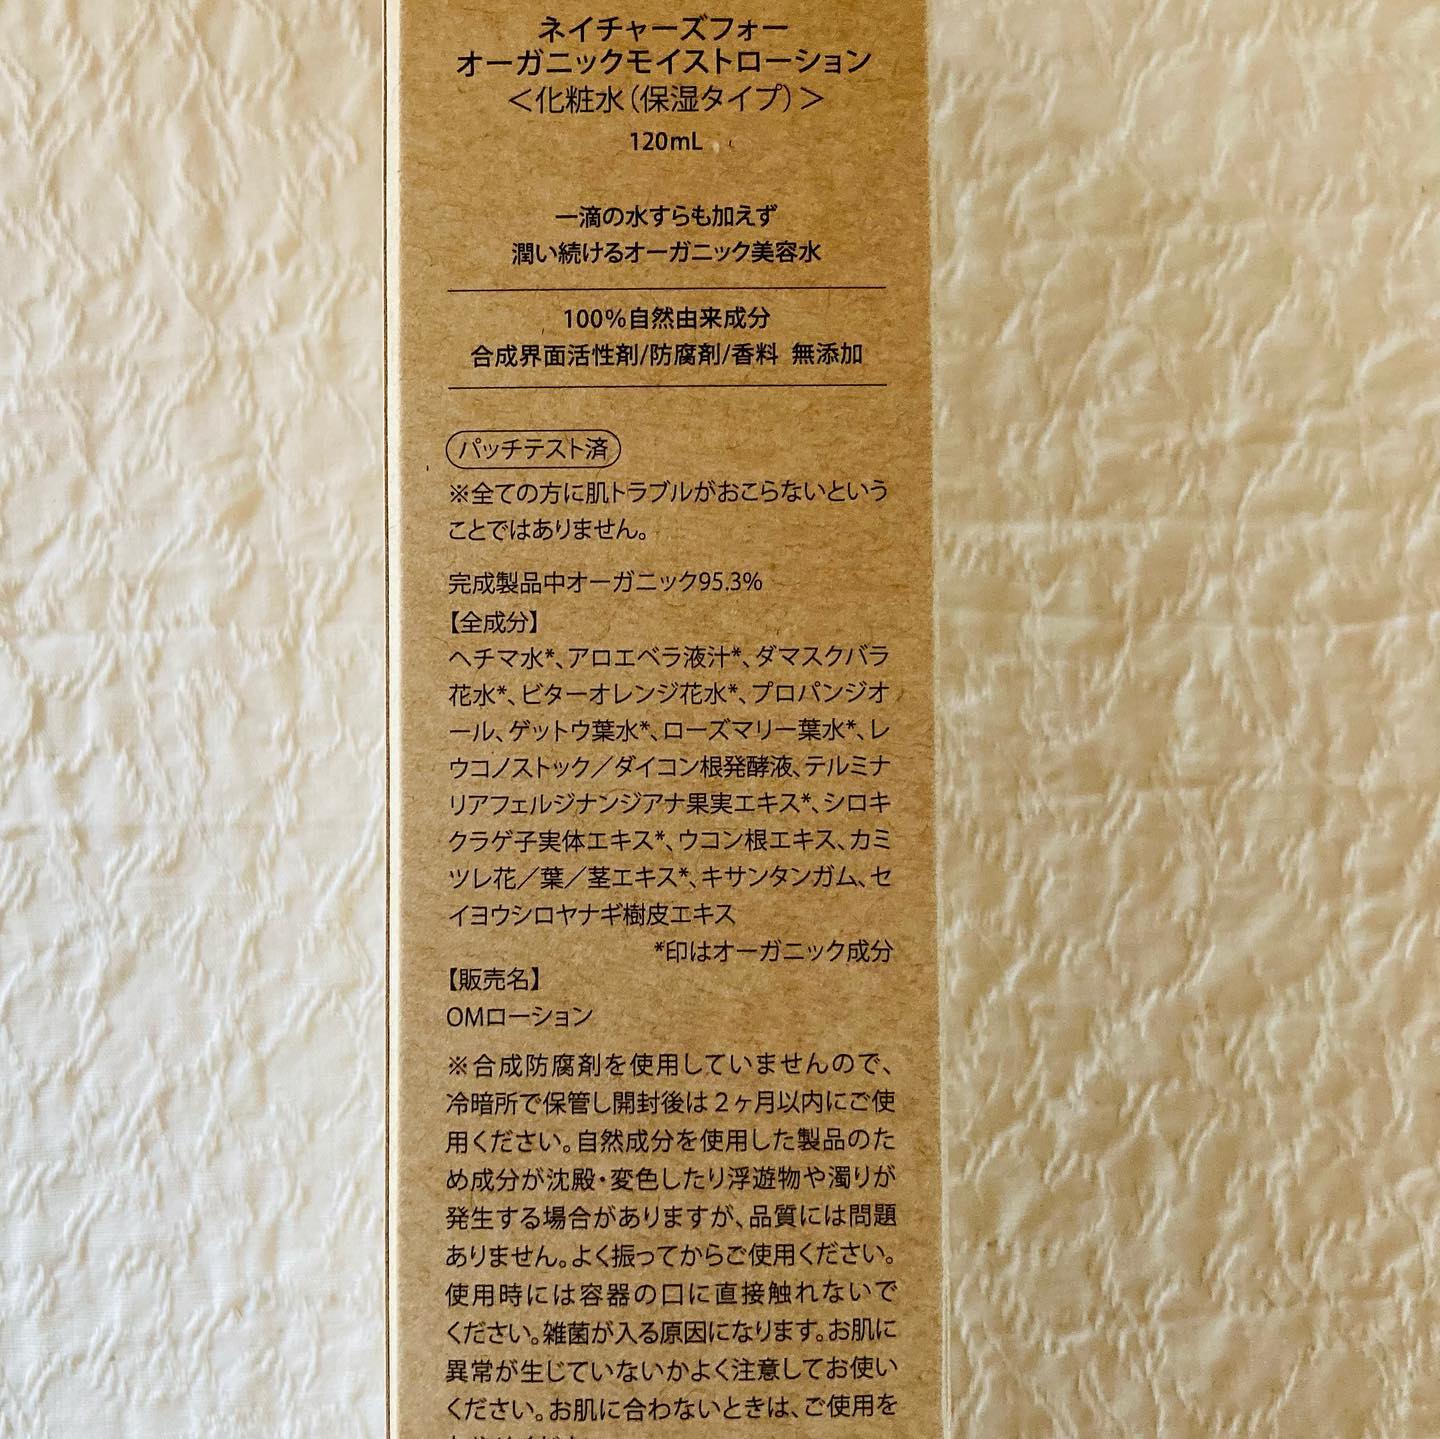 ネイチャーズフォー
オーガニックモイストローション
＜化粧水（保湿タイプ）＞
120mL
一滴の水すらも加えず
潤い続けるオーガニック美容水
100％自然由来成分
合成界面活性剤/防腐剤/香料 無添加
パッチテスト済
※全ての方に肌トラブルがおこらないという
ことではありません。
完成製品中オーガニック95.3%
【全成分】
ヘチマ水*、アロエベラ液汁*、ダマスクバラ
花水*、ビターオレンジ花水*、プロパンジオ
ール、ゲットウ葉水*、ローズマリー葉水*、レ
ウコノストック／ダイコン根発酵液、テルミナ
リアフェルジナンジアナ果実エキス*、シロキ
クラゲ子実体エキス*、ウコン根エキス、カミ
ツレ花／葉／茎エキス*、キサンタンガム、セ
イヨウシロヤナギ樹皮エキス
*印はオーガニック成分
【販売名】
OMローション
※合成防腐剤を使用していませんので、
冷暗所で保管し開封後は2ヶ月以内にご使
用ください。自然成分を使用した製品のた
め成分が沈殿・変色したり浮遊物や濁りが
発生する場合がありますが、品質には問題
ありません。よく振ってからご使用ください。
使用時には容器の口に直接触れないで
ください。雑菌が入る原因になります。お肌に
異常が生じていないかよく注意してお使い
ください。お肌に合わないときは、ご使用を